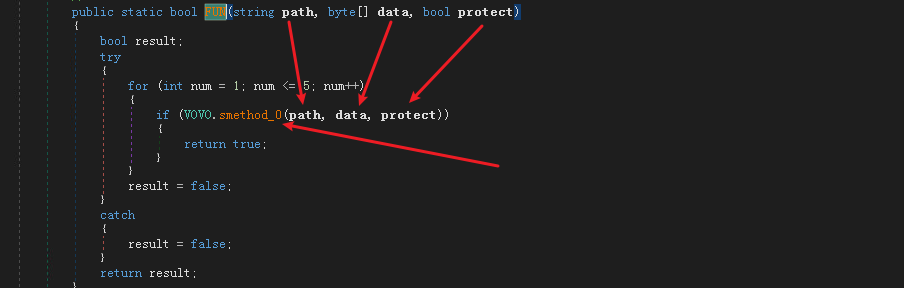 public static bool FUN(string path, byte[] data, bool protect)
{
bool result;
try
{
for (int num = 1; num <= 5; num++)
{
if (VOVO.smethod_0(path, data, protect))
{
return true;
}
}
result = false;
}
catch
{
result = false;
}
return result;
}